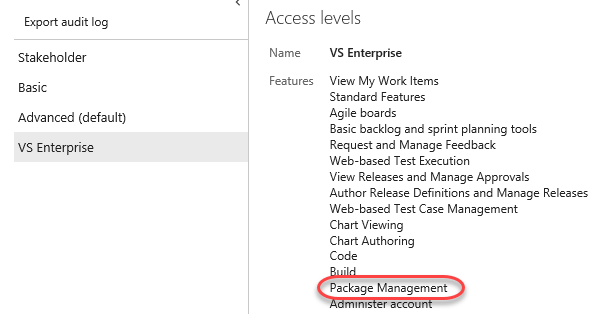 Export audit log
Stakeholder
Basic
Advanced (default)
VS Enterprise
Access levels
Name VS Enterprise
Features View My Work Items
Standard Features
Agile boards
Basic backlog and sprint planning tools
Request and Manage Feedback
Web-based Test Execution
View Releases and Manage Approvals
Author Release Definitions and Manage Releases
Web-based Test Case Management
Chart Viewing
Chart Authoring
Code
Build
Package Management
Administer account